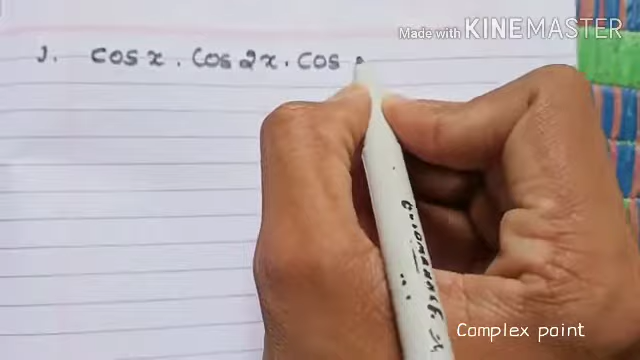 Made with KINEMASTER
1. cos x . cos 2x . cos
Complex point